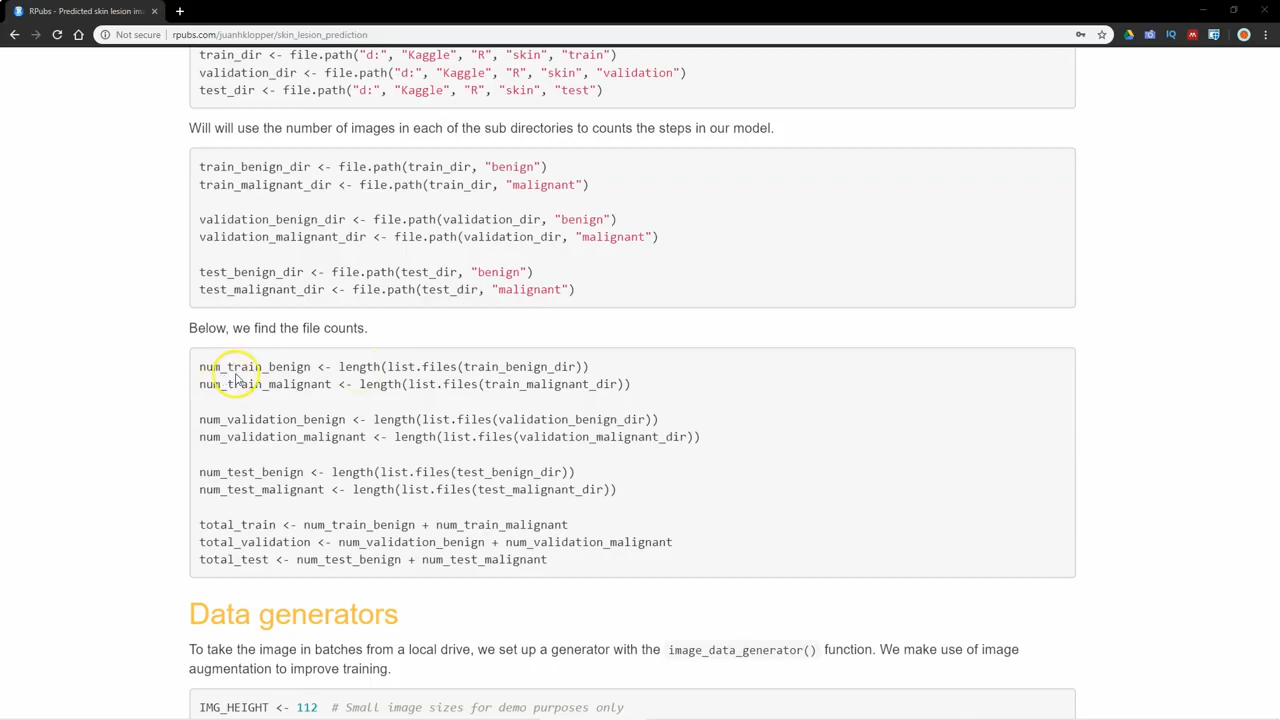 RPubs - Predicted skin lesion ima
Not secure
rpubs.com/juanhklopper/skin_lesion_prediction
train_dir <- file.path("d:", "Kaggle", "R", "skin", "train")
validation_dir <- file.path("d:", "Kaggle", "R", "skin", "validation")
test_dir <- file.path("d:", "Kaggle", "R", "skin", "test")
Will will use the number of images in each of the sub directories to counts the steps in our model.
train_benign_dir <- file.path(train_dir, "benign")
train_malignant_dir <- file.path(train_dir, "malignant")
validation_benign_dir <- file.path(validation_dir, "benign")
validation_malignant_dir <- file.path(validation_dir, "malignant")
test_benign_dir <- file.path(test_dir, "benign")
test_malignant_dir <- file.path(test_dir, "malignant")
Below, we find the file counts.
num_train_benign <- length(list.files(train_benign_dir))
num_train_malignant <- length(list.files(train_malignant_dir))
num_validation_benign <- length(list.files(validation_benign_dir))
num_validation_malignant <- length(list.files(validation_malignant_dir))
num_test_benign <- length(list.files(test_benign_dir))
num_test_malignant <- length(list.files(test_malignant_dir))
total_train <- num_train_benign + num_train_malignant
total_validation <- num_validation_benign + num_validation_malignant
total_test <- num_test_benign + num_test_malignant
Data generators
To take the image in batches from a local drive, we set up a generator with the image_data_generator() function. We make use of image
augmentation to improve training.
IMG_HEIGHT <- 112 # Small image sizes for demo purposes only